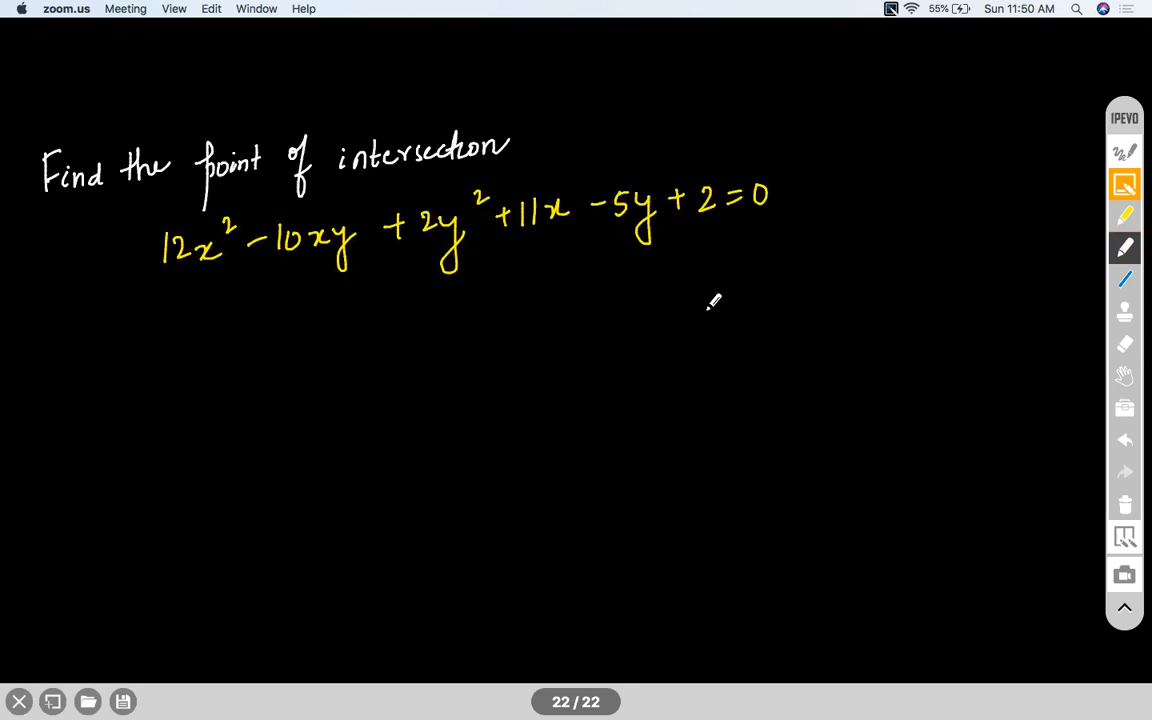 zoom.us Meeting View Edit Window Help 55% Sun 11:50 AM
IPEVO
Find the point of intersection
12x² - 10xy + 2y² + 11x - 5y + 2 = 0
22 / 22